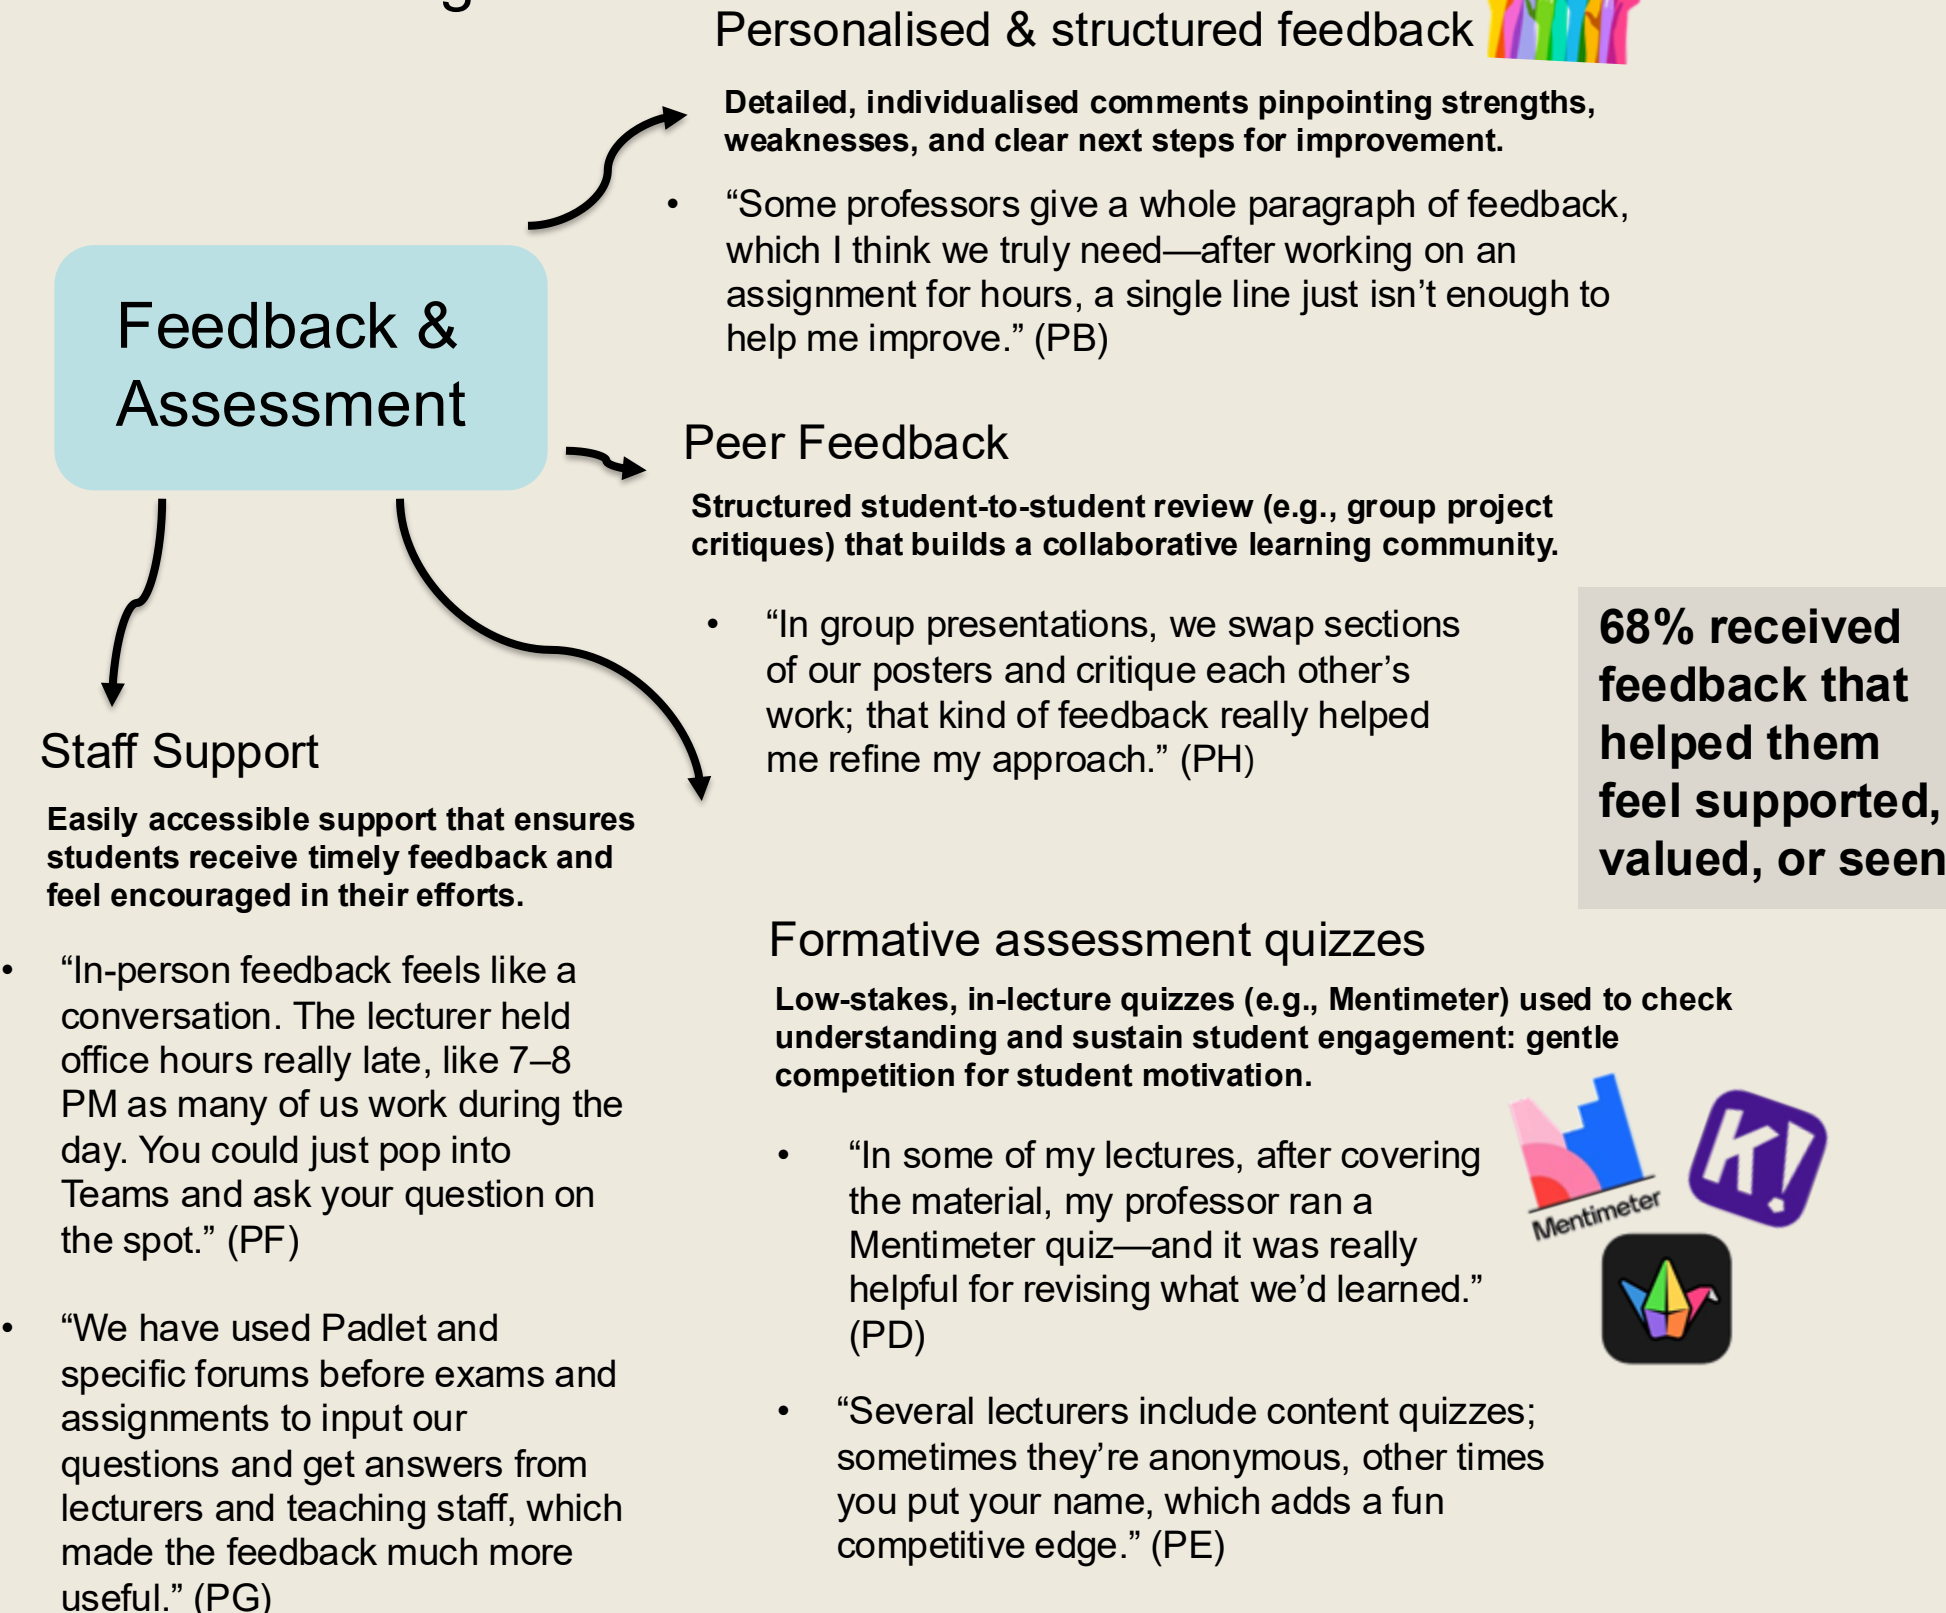 Personalised & structured feedback
Detailed, individualised comments pinpointing strengths,
weaknesses, and clear next steps for improvement.
• “Some professors give a whole paragraph of feedback,
which I think we truly need—after working on an
assignment for hours, a single line just isn’t enough to
help me improve.” (PB)
Feedback &
Assessment
Peer Feedback
Structured student-to-student review (e.g., group project
critiques) that builds a collaborative learning community.
• “In group presentations, we swap sections
of our posters and critique each other’s
work; that kind of feedback really helped
me refine my approach.” (PH)
68% received
feedback that
helped them
feel supported,
valued, or seen
Staff Support
Easily accessible support that ensures
students receive timely feedback and
feel encouraged in their efforts.
• “In-person feedback feels like a
conversation. The lecturer held
office hours really late, like 7–8
PM as many of us work during the
day. You could just pop into
Teams and ask your question on
the spot.” (PF)
• “We have used Padlet and
specific forums before exams and
assignments to input our
questions and get answers from
lecturers and teaching staff, which
made the feedback much more
useful.” (PG)
Formative assessment quizzes
Low-stakes, in-lecture quizzes (e.g., Mentimeter) used to check
understanding and sustain student engagement: gentle
competition for student motivation.
• “In some of my lectures, after covering
the material, my professor ran a
Mentimeter quiz—and it was really
helpful for revising what we’d learned.”
(PD)
Mentimeter
K!
• “Several lecturers include content quizzes;
sometimes they’re anonymous, other times
you put your name, which adds a fun
competitive edge.” (PE)